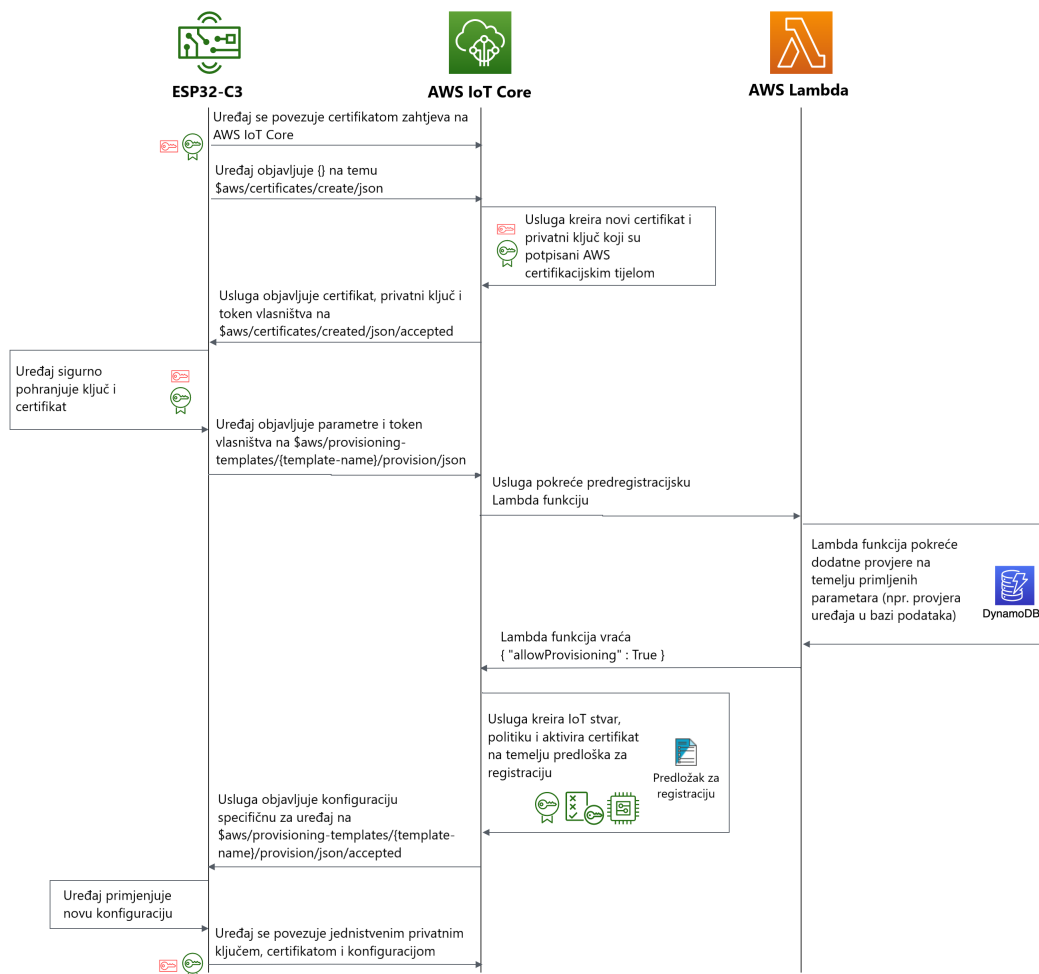 ESP32-C3
AWS IoT Core
AWS Lambda
Uređaj se povezuje certifikatom zahtjeva na
AWS IoT Core
Uređaj objavljuje {} na temu
$aws/certificates/create/json
Usluga kreira novi certifikat i
privatni ključ koji su
potpisani AWS
certifikacijskim tijelom
Usluga objavljuje certifikat, privatni ključ i
token vlasništva na
$aws/certificates/created/json/accepted
Uređaj sigurno
pohranjuje ključ i
certifikat
Uređaj objavljuje parametre i token
vlasništva na $aws/provisioning-
templates/{template-name}/provision/json
Usluga pokreće predregistracijsku
Lambda funkciju
Lambda funkcija pokreće
dodatne provjere na
temelju primljenih
parametara (npr. provjera
uređaja u bazi podataka)
DynamoDB
Lambda funkcija vraća
{ "allowProvisioning" : True }
Usluga kreira IoT stvar,
politiku i aktivira certifikat
na temelju predloška za
registraciju
Predložak za
registraciju
Usluga objavljuje konfiguraciju
specifičnu za uređaj na
$aws/provisioning-templates/{template-
name}/provision/json/accepted
Uređaj primjenjuje
novu konfiguraciju
Uređaj se povezuje jednistvenim privatnim
ključem, certifikatom i konfiguracijom